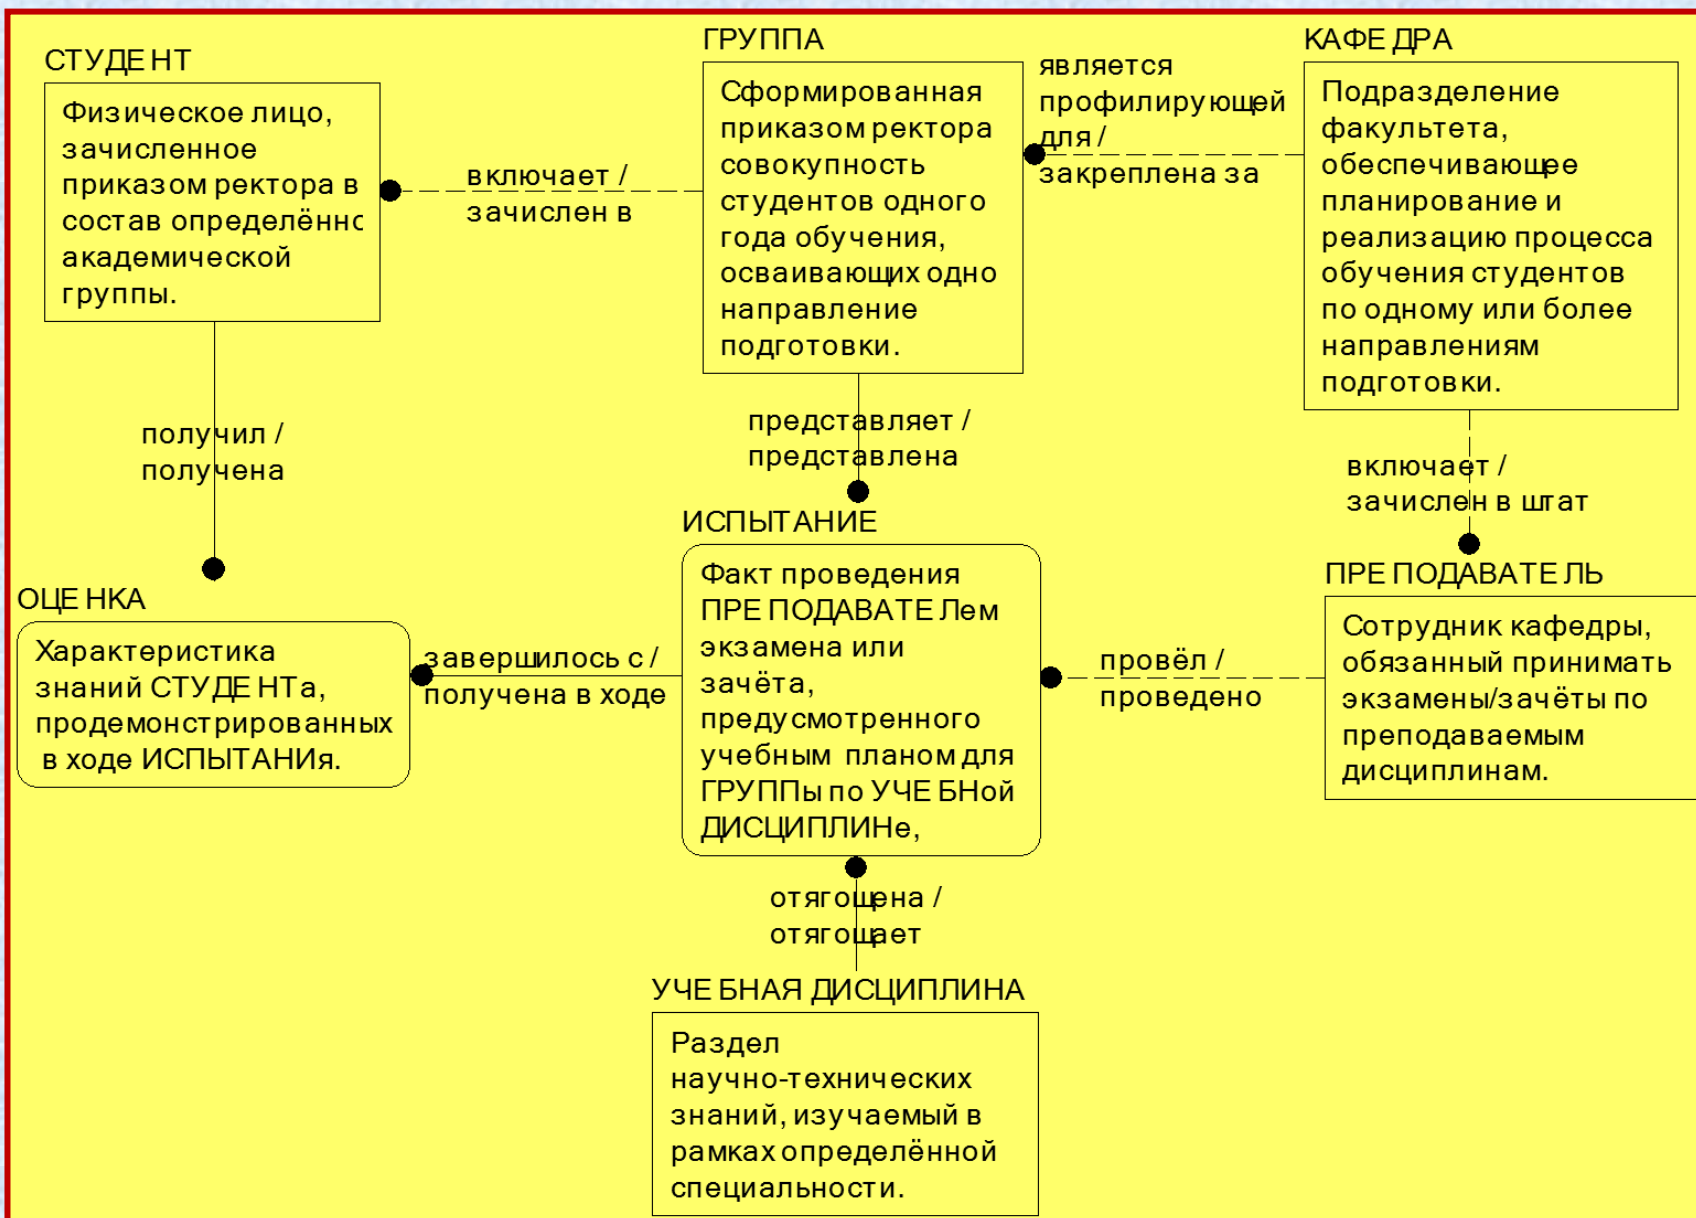 СТУДЕНТ
Физическое лицо,
зачисленное
приказом ректора в
состав определённо
академической
группы.
включает /
зачислен в
ГРУППА
Сформированная
приказом ректора
совокупность
студентов одного
года обучения,
осваивающих одно
направление
подготовки.
является
профилирующей
для /
закреплена за
КАФЕДРА
Подразделение
факультета,
обеспечивающее
планирование и
реализацию процесса
обучения студентов
по одному или более
направлениям
подготовки.
получил /
получена
представляет /
представлена
включает /
зачислен в штат
ОЦЕНКА
Характеристика
знаний СТУДЕНТа,
продемонстрированных
в ходе ИСПЫТАНИя.
завершилось с /
получена в ходе
ИСПЫТАНИЕ
Факт проведения
ПРЕПОДАВАТЕЛем
экзамена или
зачёта,
предусмотренного
учебным планом для
ГРУППы по УЧЕБНой
ДИСЦИПЛИНе,
провёл /
проведено
ПРЕПОДАВАТЕЛЬ
Сотрудник кафедры,
обязанный принимать
экзамены/зачёты по
преподаваемым
дисциплинам.
отягощена /
отягощает
УЧЕБНАЯ ДИСЦИПЛИНА
Раздел
научно-технических
знаний, изучаемый в
рамках определённой
специальности.